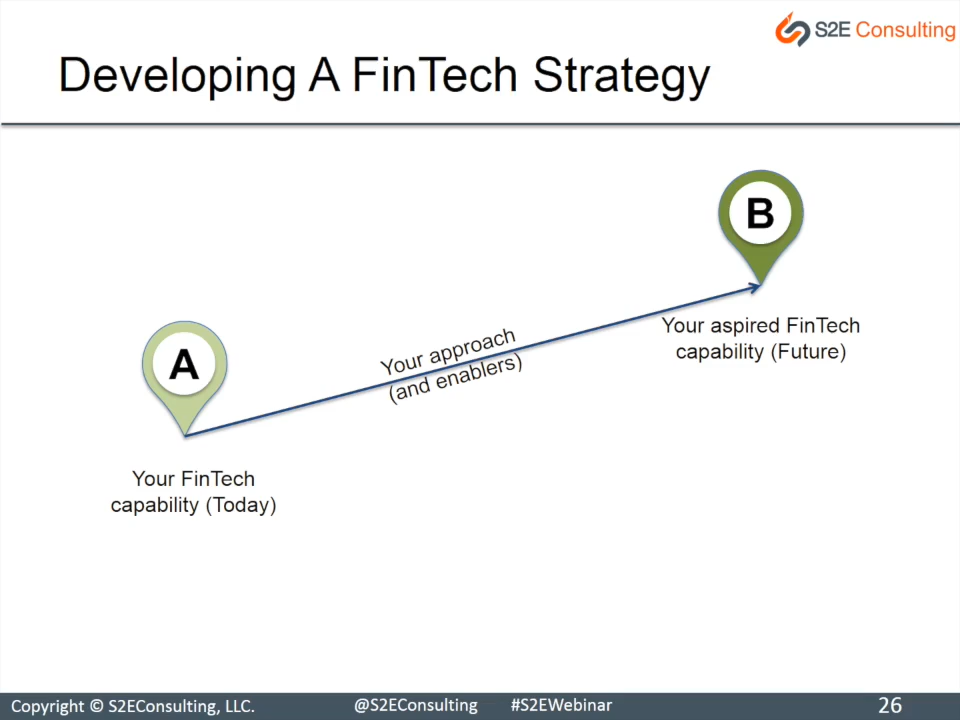 S2E Consulting
Developing A FinTech Strategy
B
Your aspired FinTech
capability (Future)
Your approach
(and enablers)
A
Your FinTech
capability (Today)
Copyright © S2EConsulting, LLC.
@S2EConsulting
#S2EWebinar
26